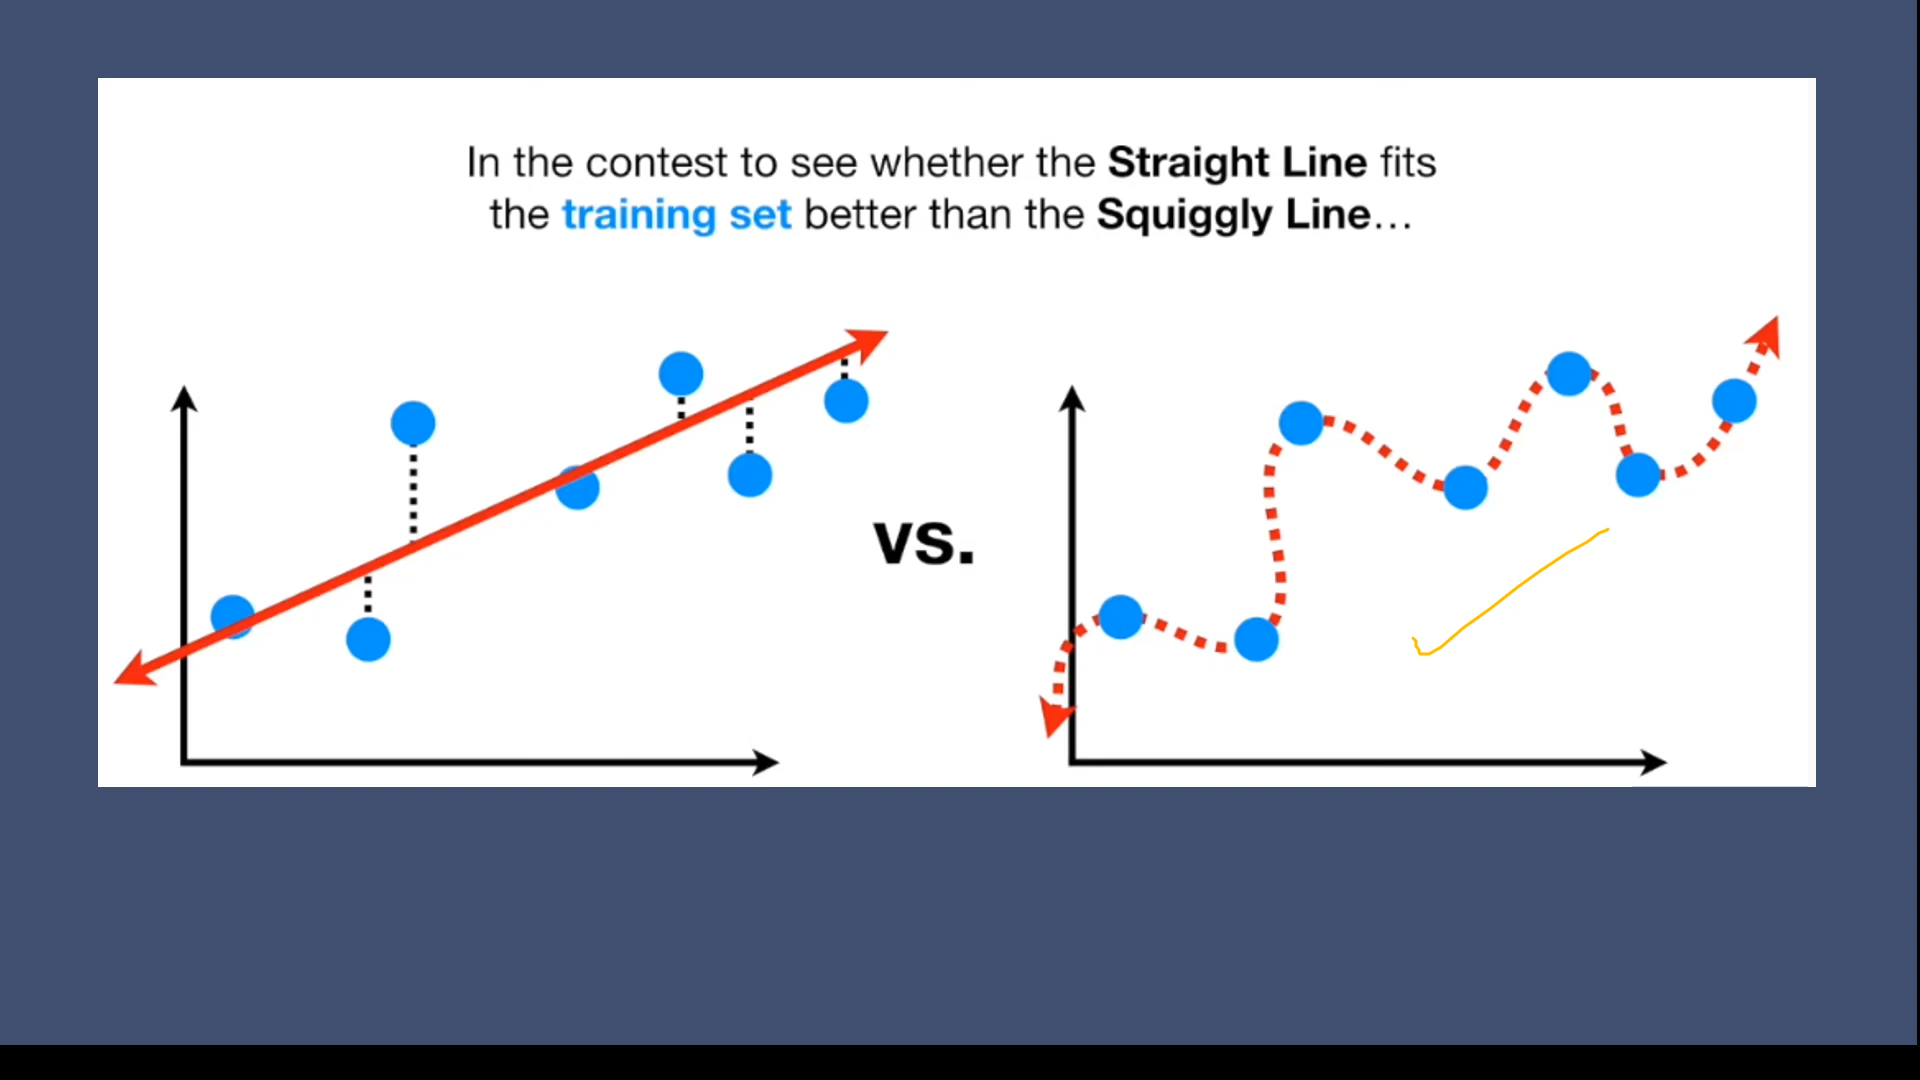 In the contest to see whether the Straight Line fits
the training set better than the Squiggly Line...
vs.